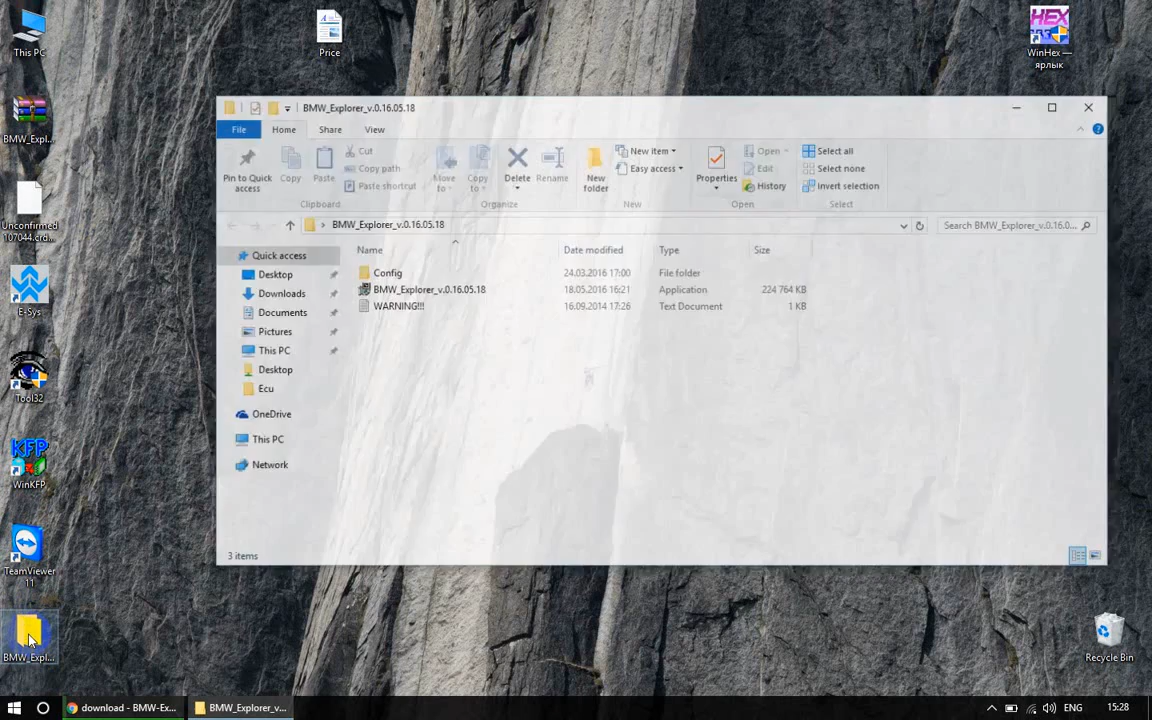 This PC
Price
WinHex —
ярлык
BMW_Expl...
Unconfirmed
107044.crd...
E-Sys
Tool32
KFP
WinKFP
TeamViewer
11
BMW_Expl...
Recycle Bin
HEX
BMW_Explorer_v.0.16.05.18
File
Home
Share
View
Pin to Quick
access
Copy
Paste
Cut
Copy path
Paste shortcut
Clipboard
Move
to
Copy
to
Delete
Rename
Organize
New
folder
New item
Easy access
New
Properties
Open
Edit
History
Open
Select all
Select none
Invert selection
Select
BMW_Explorer_v.0.16.05.18
Search BMW_Explorer_v.0.16.0...
Quick access
Desktop
Downloads
Documents
Pictures
This PC
Desktop
Ecu
OneDrive
This PC
Network
Name Date modified Type Size
Config 24.03.2016 17:00 File folder
BMW_Explorer_v.0.16.05.18 18.05.2016 16:21 Application 224 764 KB
WARNING!!! 16.09.2014 17:26 Text Document 1 KB
3 items
download - BMW-Ex...
BMW_Explorer_v...
ENG
15:28